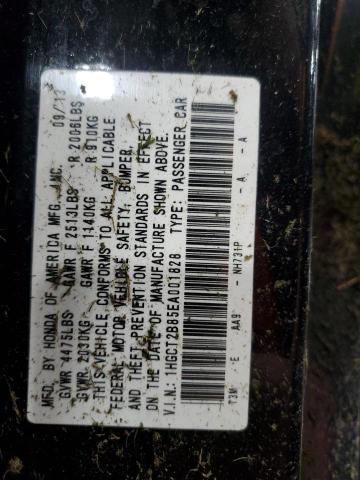 MFD. BY HONDA OF AMERICA MFG., INC. 09/13
GVWR 4475LBS GAWR F 2513LBS R 2006LBS
GVWR 2030KG GAWR F 1140KG R 910KG
THIS VEHICLE CONFORMS TO ALL APPLICABLE
FEDERAL MOTOR VEHICLE SAFETY, BUMPER,
AND THEFT PREVENTION STANDARDS IN EFFECT
ON THE DATE OF MANUFACTURE SHOWN ABOVE.
V.I.N.: 1HGCT2B85EA001828 TYPE: PASSENGER CAR
T3M E AA9 NH731P - A - A